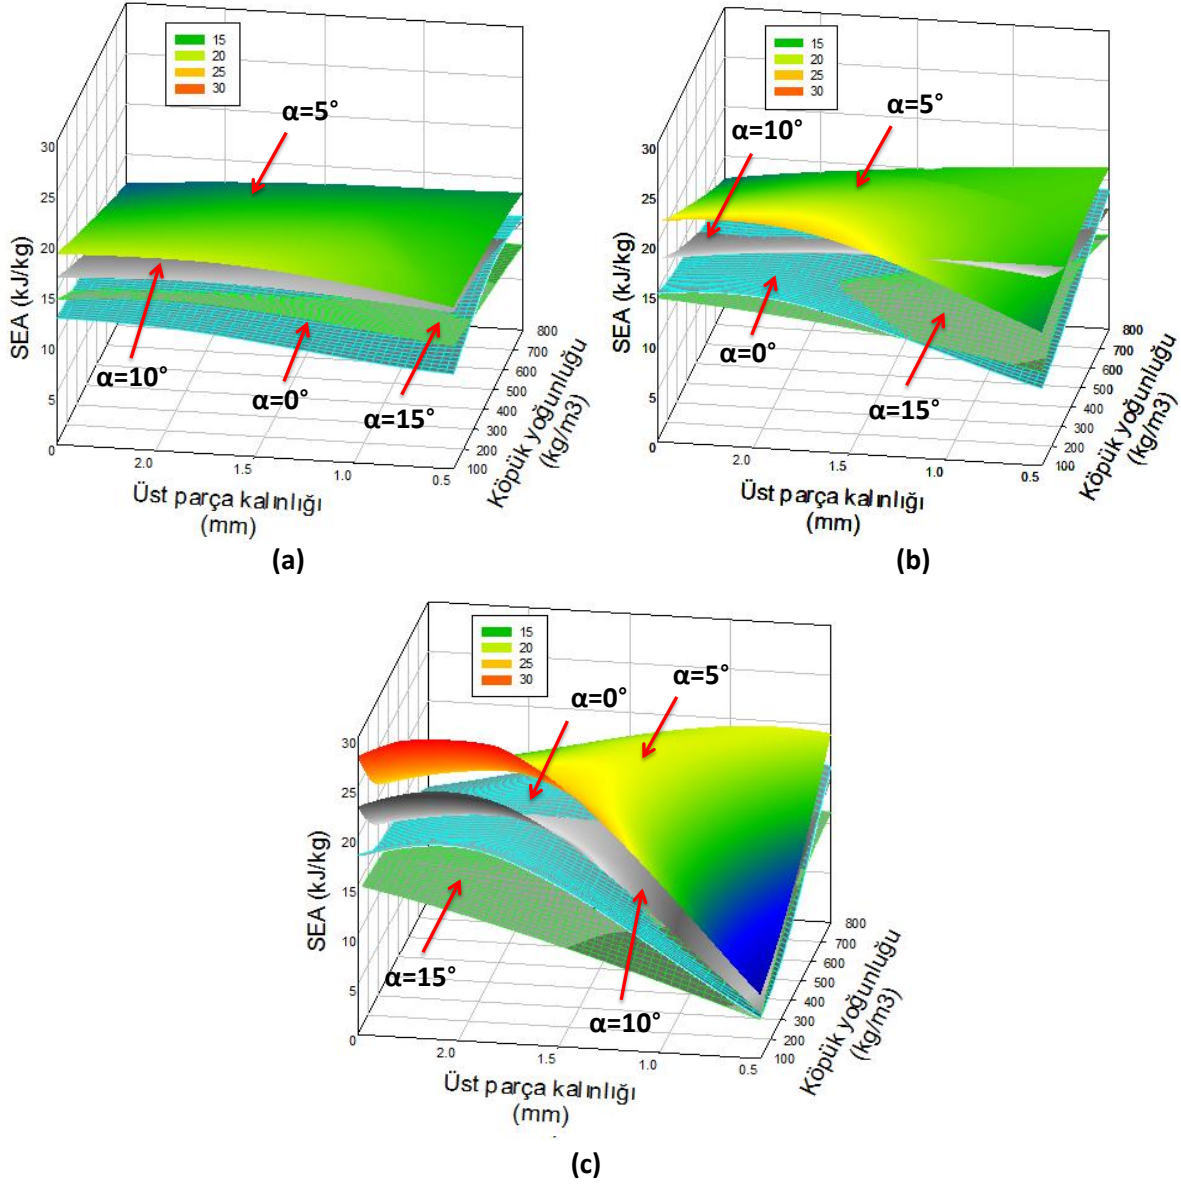 15
20
25
30
α=5°
30
25
20
15
10
5
0
SEA (kJ/kg)
α=10°
α=0°
α=15°
2.0
1.5
1.0
0.5
Üst parça kalınlığı
(mm)
800
700
600
500
400
300
200
100
Köpük yoğunluğu
(kg/m3)
(a)
15
20
25
30
α=10°
α=5°
30
25
20
15
10
5
0
SEA (kJ/kg)
α=0°
α=15°
2.0
1.5
1.0
0.5
Üst parça kalınlığı
(mm)
800
700
600
500
400
300
200
100
Köpük yoğunluğu
(kg/m3)
(b)
15
20
25
30
α=0°
α=5°
30
25
20
15
10
5
0
SEA (kJ/kg)
α=15°
α=10°
2.0
1.5
1.0
0.5
Üst parça kalınlığı
(mm)
800
700
600
500
400
300
200
100
Köpük yoğunluğu
(kg/m3)
(c)